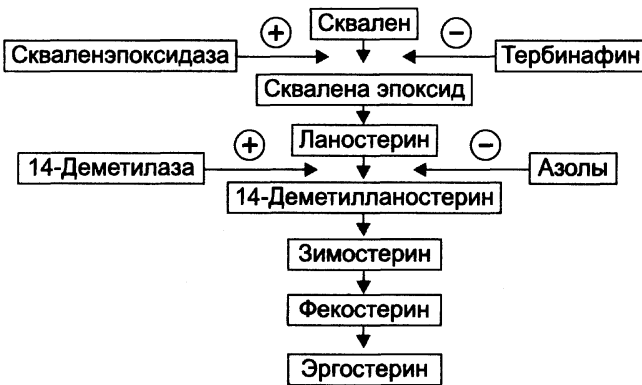 Сквален
+
−
Скваленэпоксидаза
Тербинафин
Сквалена эпоксид
Ланостерин
+
−
14-Деметилаза
Азолы
14-Деметилланостерин
Зимостерин
Фекостерин
Эргостерин